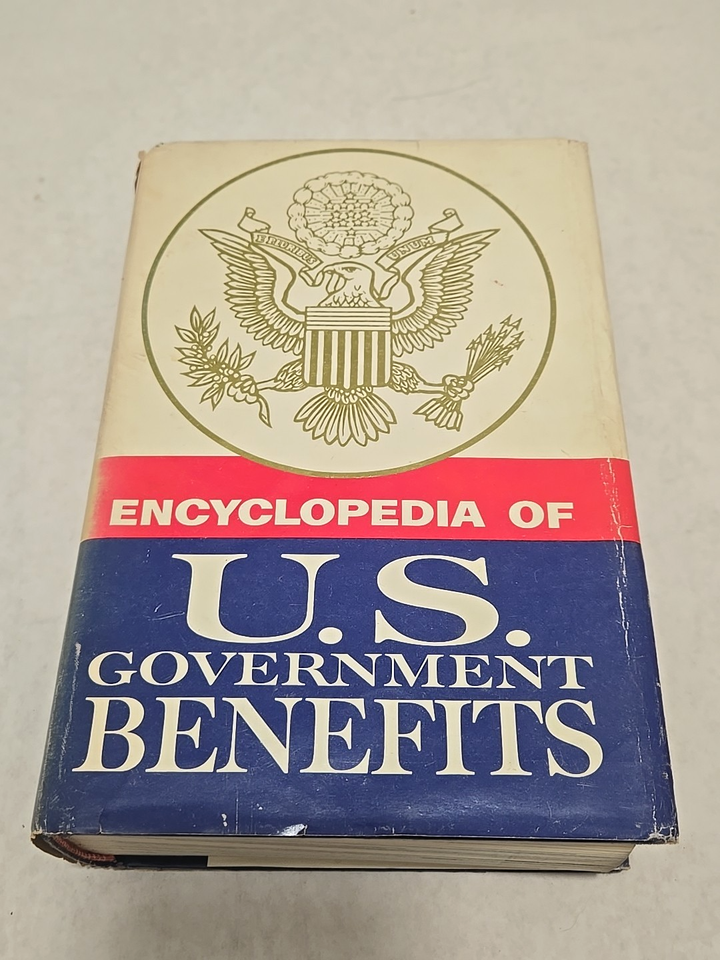 ENCYCLOPEDIA OF
U.S.
GOVERNMENT
BENEFITS